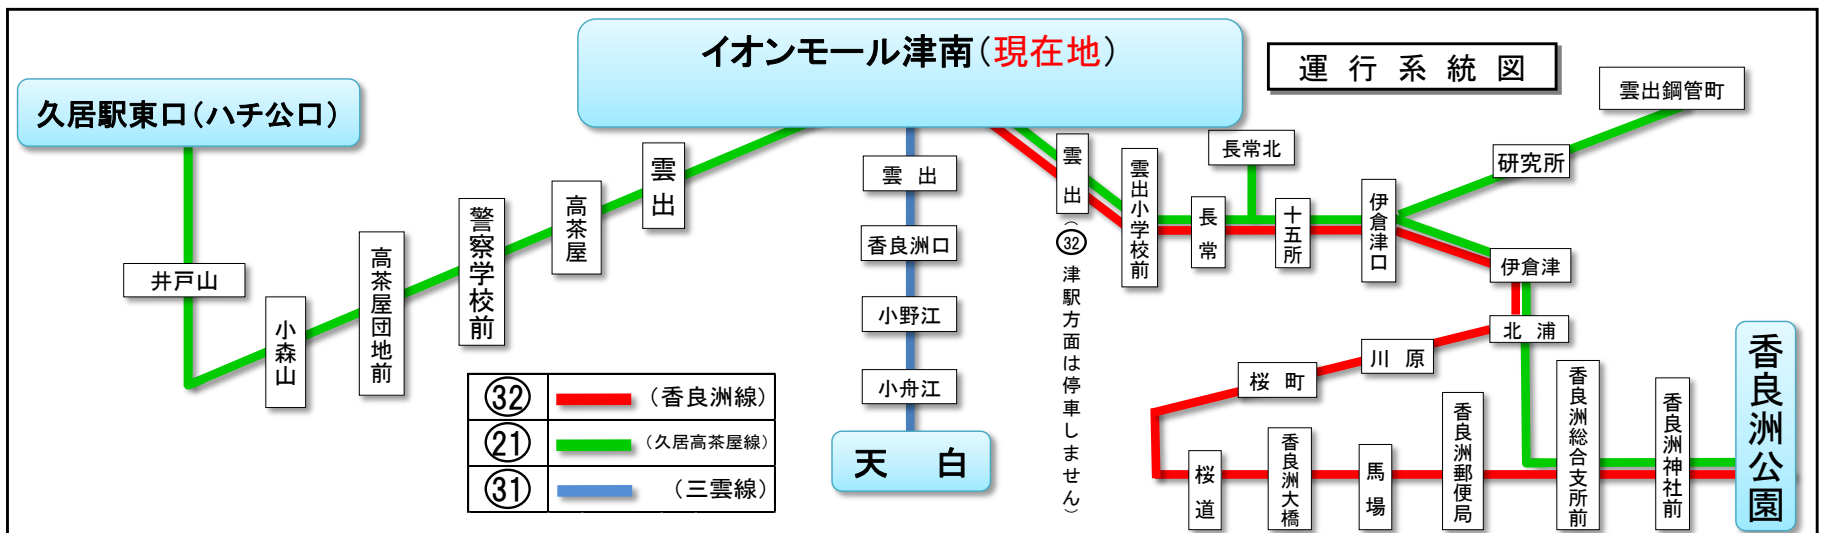 イオンモール津南(現在地)
運行系統図
久居駅東口(ハチ公口)
井戸山
小森山
高茶屋団地前
警察学校前
高茶屋
雲出
雲出
香良洲口
小野江
小舟江
天白
雲出
(㉜津駅方面は停車しません)
雲出小学校前
長常
長常北
十五所
伊倉津口
研究所
雲出鋼管町
伊倉津
北浦
川原
桜町
桜道
香良洲大橋
馬場
香良洲郵便局
香良洲総合支所前
香良洲神社前
香良洲公園
㉜ (香良洲線)
㉑ (久居高茶屋線)
㉛ (三雲線)